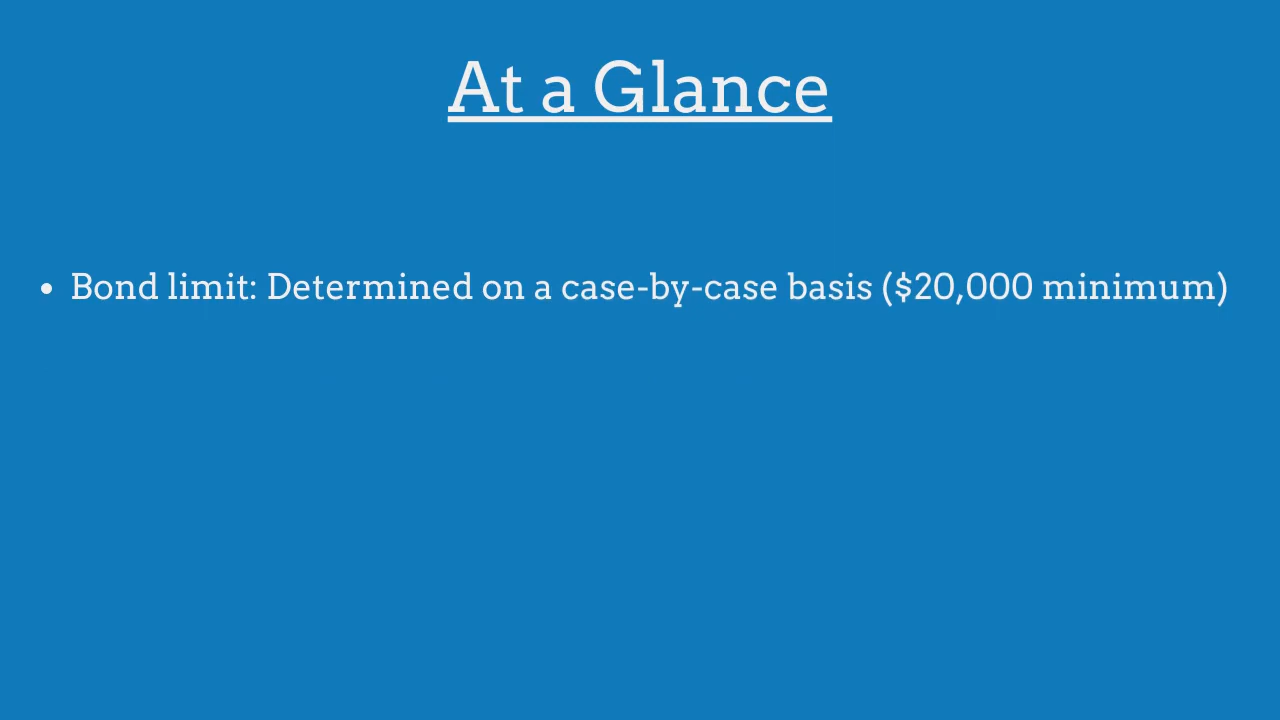 At a Glance
• Bond limit: Determined on a case-by-case basis ($20,000 minimum)